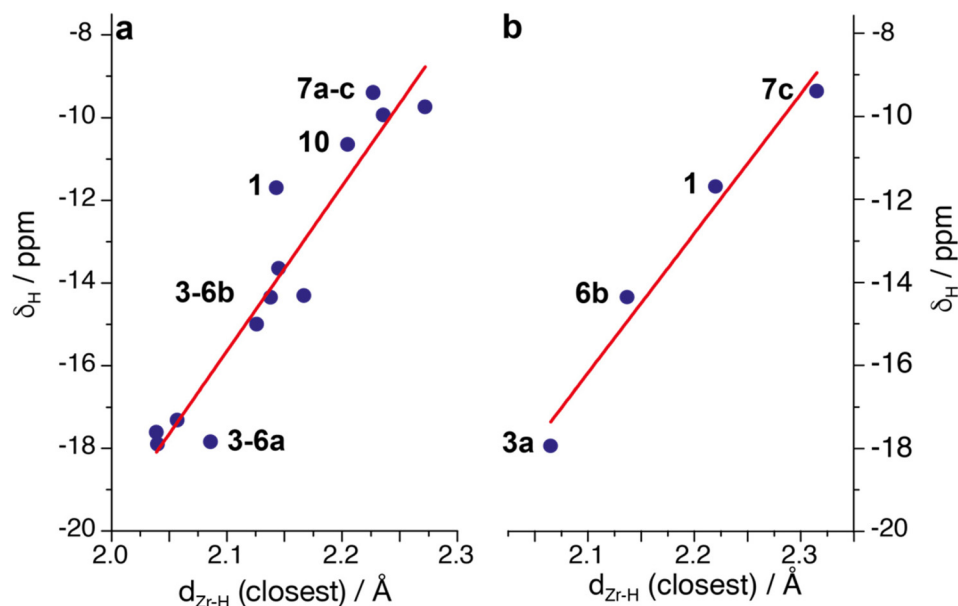 a
b
-8
-10
-12
-14
-16
-18
-20
δH / ppm
7a-c
10
1
3-6b
3-6a
2.0
2.1
2.2
2.3
dZr-H (closest) / Å
7c
1
6b
3a
2.1
2.2
2.3
dZr-H (closest) / Å
-8
-10
-12
-14
-16
-18
-20
δH / ppm